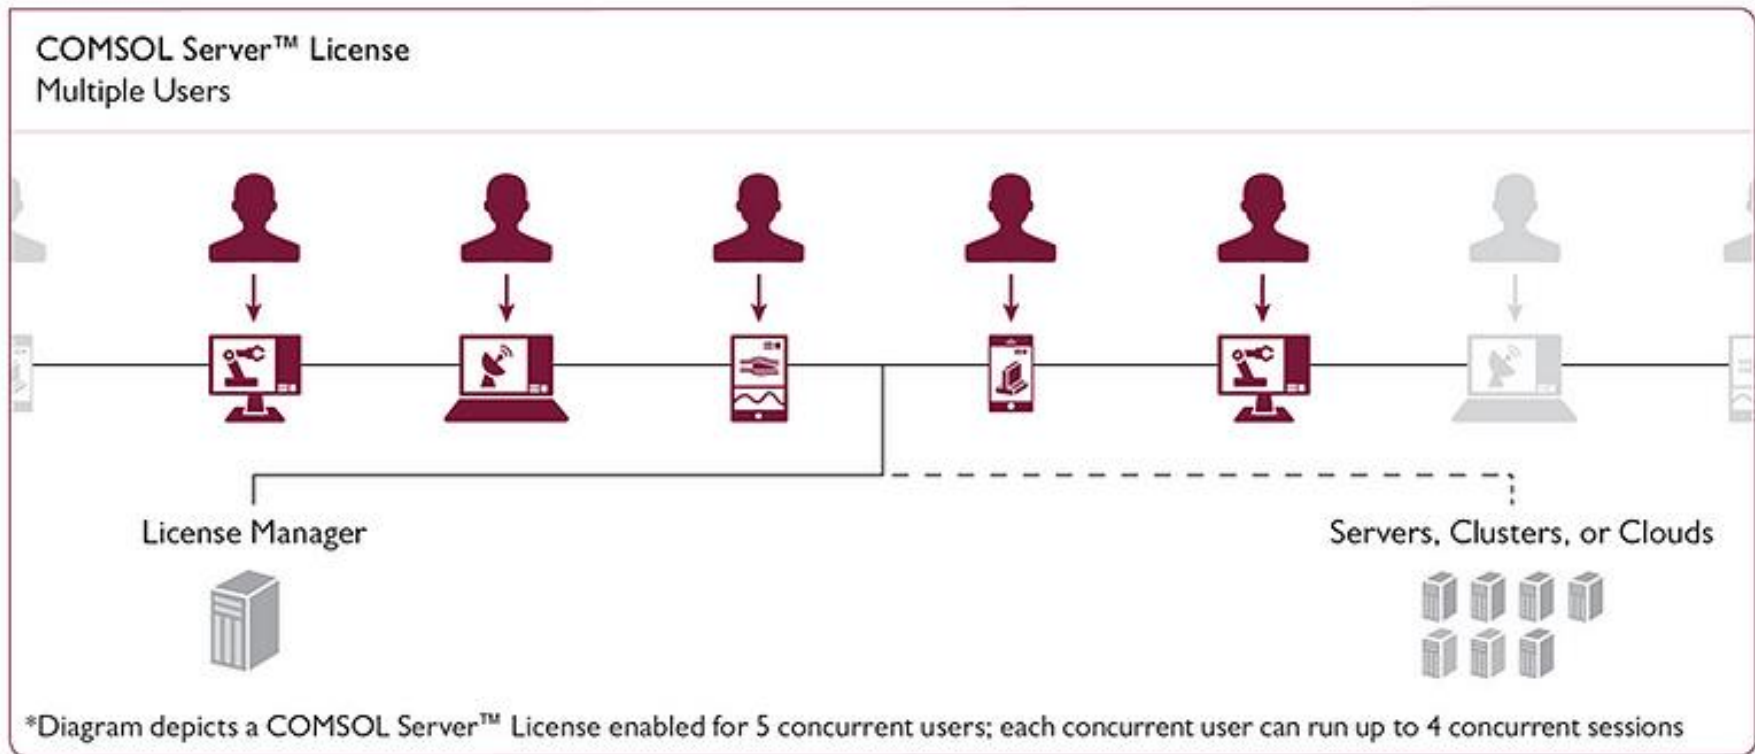 COMSOL Server™ License
Multiple Users
License Manager
Servers, Clusters, or Clouds
*Diagram depicts a COMSOL Server™ License enabled for 5 concurrent users; each concurrent user can run up to 4 concurrent sessions